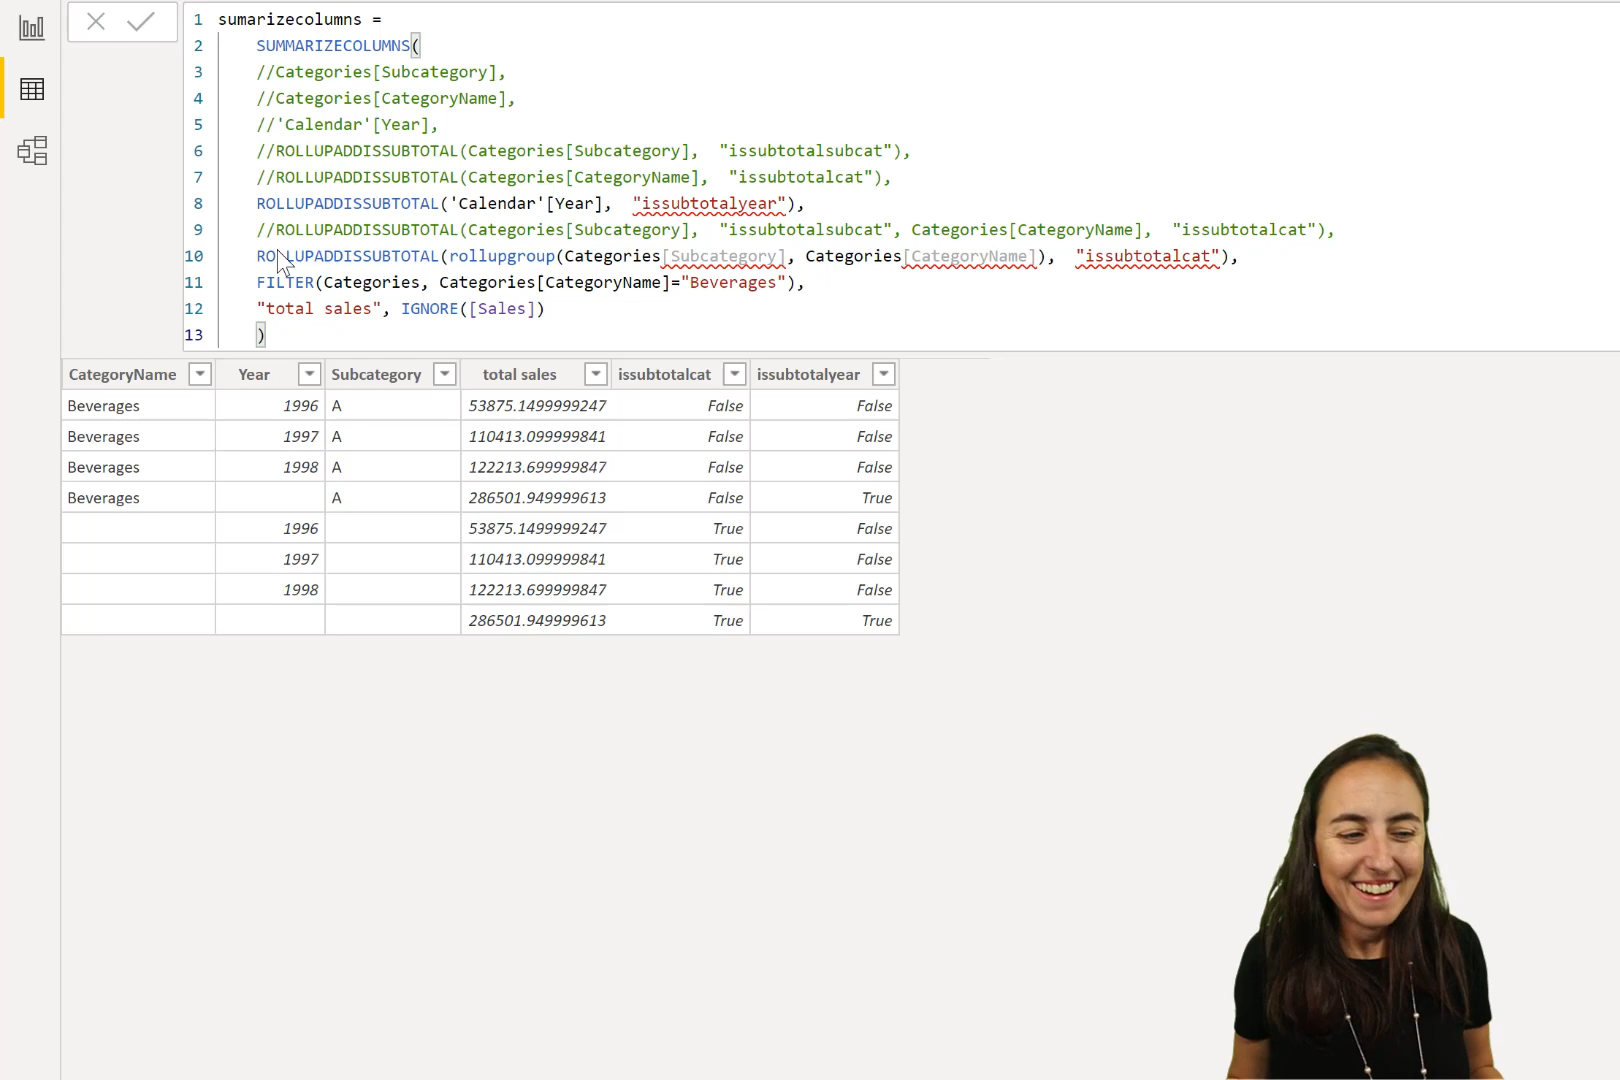 1 sumarizecolumns =
2 SUMMARIZECOLUMNS(
3 //Categories[Subcategory],
4 //Categories[CategoryName],
5 //'Calendar'[Year],
6 //ROLLUPADDISSUBTOTAL(Categories[Subcategory], "issubtotalsubcat"),
7 //ROLLUPADDISSUBTOTAL(Categories[CategoryName], "issubtotalcat"),
8 ROLLUPADDISSUBTOTAL('Calendar'[Year], "issubtotalyear"),
9 //ROLLUPADDISSUBTOTAL(Categories[Subcategory], "issubtotalsubcat", Categories[CategoryName], "issubtotalcat"),
10 ROLLUPADDISSUBTOTAL(rollupgroup(Categories[Subcategory], Categories[CategoryName]), "issubtotalcat"),
11 FILTER(Categories, Categories[CategoryName]="Beverages"),
12 "total sales", IGNORE([Sales])
13 )
CategoryName Year Subcategory total sales issubtotalcat issubtotalyear
Beverages 1996 A 53875.1499999247 False False
Beverages 1997 A 110413.099999841 False False
Beverages 1998 A 122213.699999847 False False
Beverages A 286501.949999613 False True
1996 53875.1499999247 True False
1997 110413.099999841 True False
1998 122213.699999847 True False
286501.949999613 True True